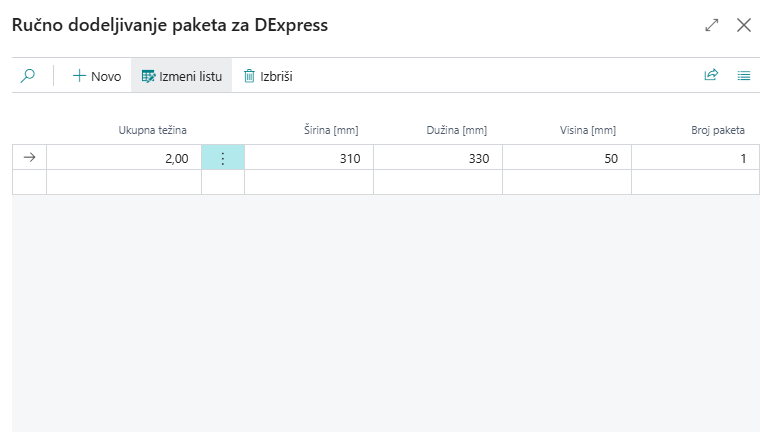 Ručno dodeljivanje paketa za DExpress
Novo Izmeni listu Izbriši
Ukupna težina Širina [mm] Dužina [mm] Visina [mm] Broj paketa
2,00 310 330 50 1